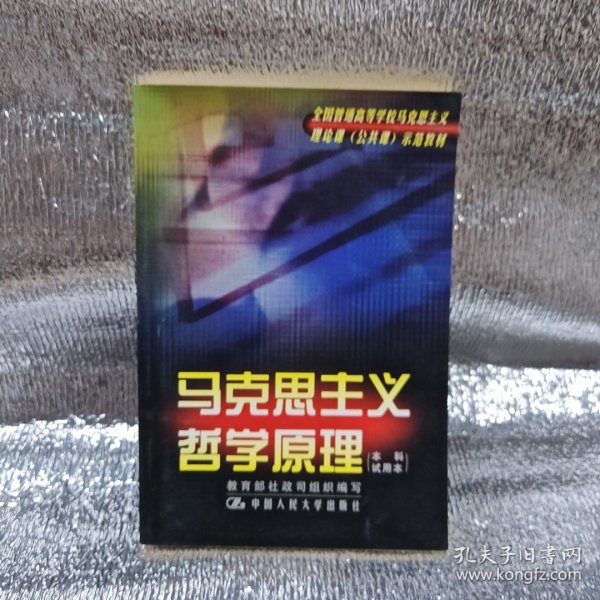 全国普通高等学校马克思主义
理论课（公共课）示范教材
马克思主义
哲学原理
本科
试用本
教育部社政司组织编写
中国人民大学出版社
孔夫子旧书网
www.kongfz.com